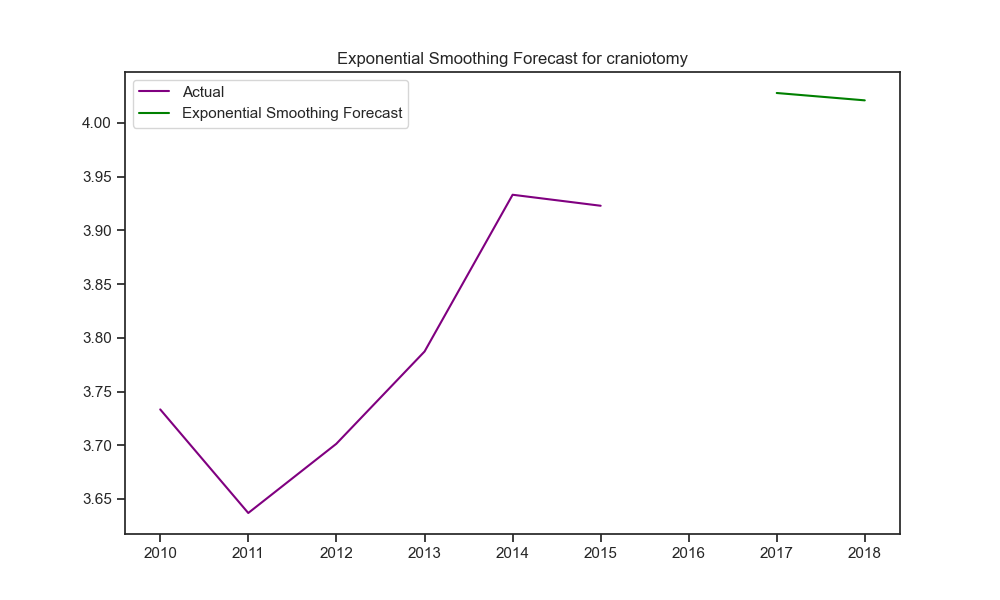 Exponential Smoothing Forecast for craniotomy
Actual
Exponential Smoothing Forecast
4.00
3.95
3.90
3.85
3.80
3.75
3.70
3.65
2010 2011 2012 2013 2014 2015 2016 2017 2018